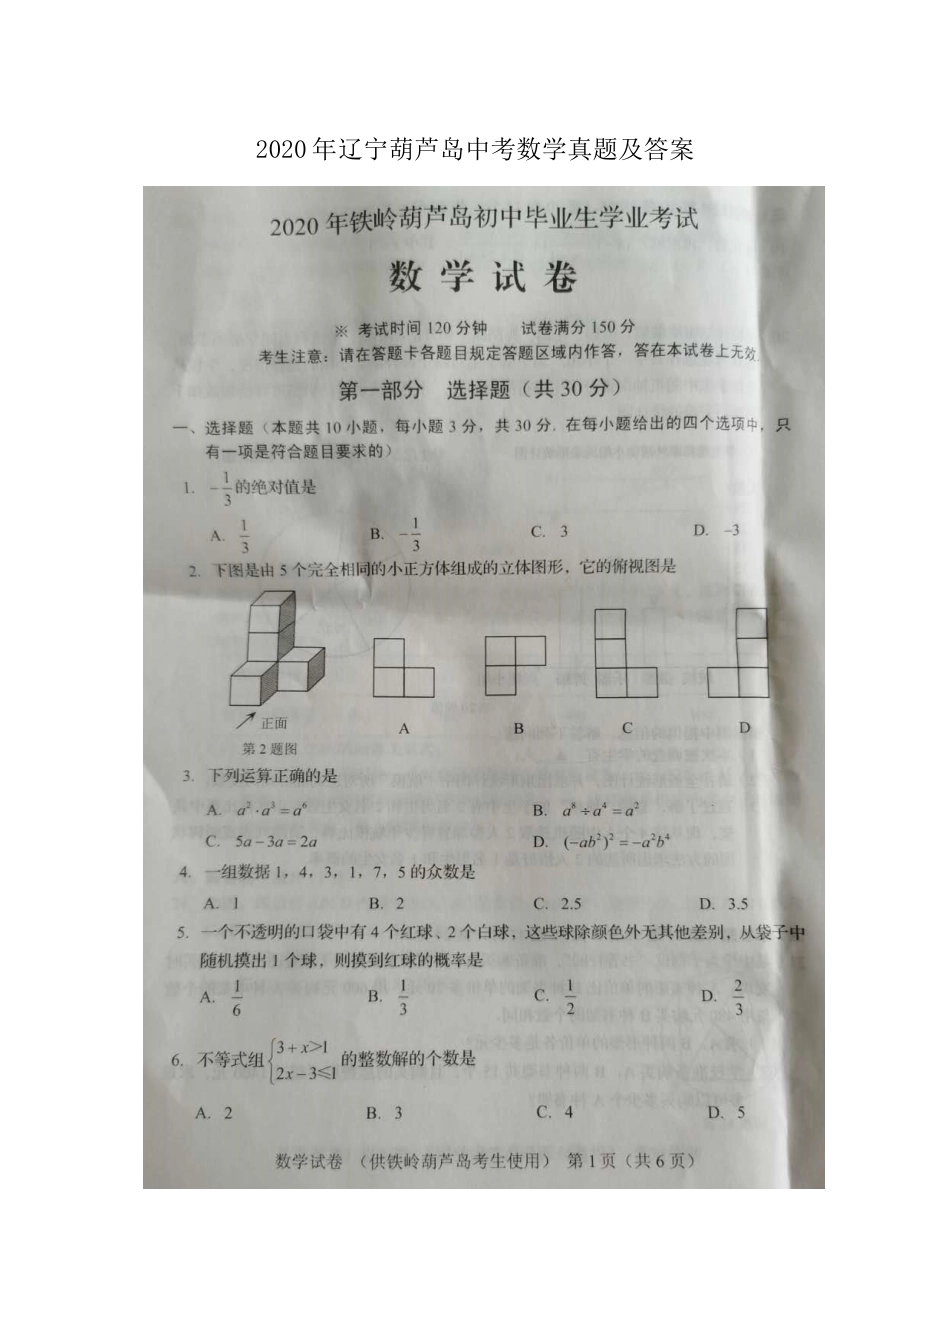 2020年辽宁葫芦岛中考数学真题及答案
2020年铁岭葫芦岛初中毕业生学业考试
数学试卷
※ 考试时间120分钟 试卷满分150分
考生注意：请在答题卡各题目规定答题区域内作答，答在本试卷上无效.
第一部分 选择题（共30分）
一、选择题（本题共10小题，每小题3分，共30分. 在每小题给出的四个选项中，只
有一项是符合题目要求的）
1. -1/3的绝对值是
A. 1/3 B. -1/3 C. 3 D. -3
2. 下图是由5个完全相同的小正方体组成的立体图形，它的俯视图是
正面 A B C D
第2题图
3. 下列运算正确的是
A. a²·a³=a⁶ B. a⁸÷a⁴=a²
C. 5a-3a=2a D. (-ab²)²=-a²b⁴
4. 一组数据1，4，3，1，7，5的众数是
A. 1 B. 2 C. 2.5 D. 3.5
5. 一个不透明的口袋中有4个红球、2个白球，这些球除颜色外无其他差别，从袋子中
随机摸出1个球，则摸到红球的概率是
A. 1/6 B. 1/3 C. 1/2 D. 2/3
6. 不等式组{3+x>1 2x-3≤1 的整数解的个数是
A. 2 B. 3 C. 4 D. 5
数学试卷 （供铁岭葫芦岛考生使用） 第1页（共6页）